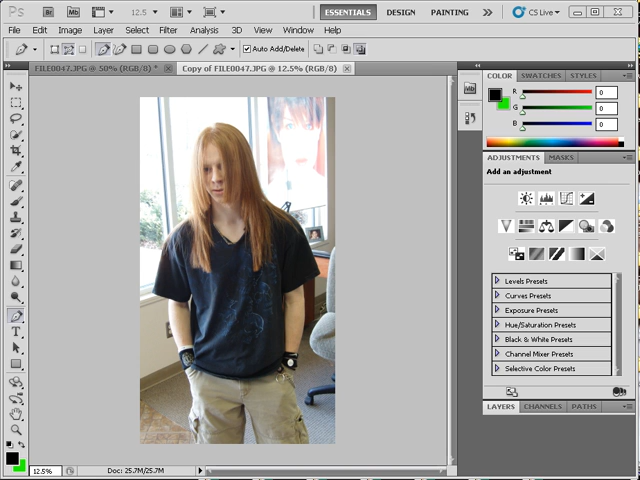 Ps Br Mb 12.5 ESSENTIALS DESIGN PAINTING >> CS Live
File Edit Image Layer Select Filter Analysis 3D View Window Help
Auto Add/Delete
FILE0047.JPG @ 50% (RGB/8) * Copy of FILE0047.JPG @ 12.5% (RGB/8)
COLOR SWATCHES STYLES
Mb
R 0
G 0
B 0
ADJUSTMENTS MASKS
Add an adjustment
Levels Presets
Curves Presets
Exposure Presets
Hue/Saturation Presets
Black & White Presets
Channel Mixer Presets
Selective Color Presets
LAYERS CHANNELS PATHS
T
12.5% Doc: 25.7M/25.7M